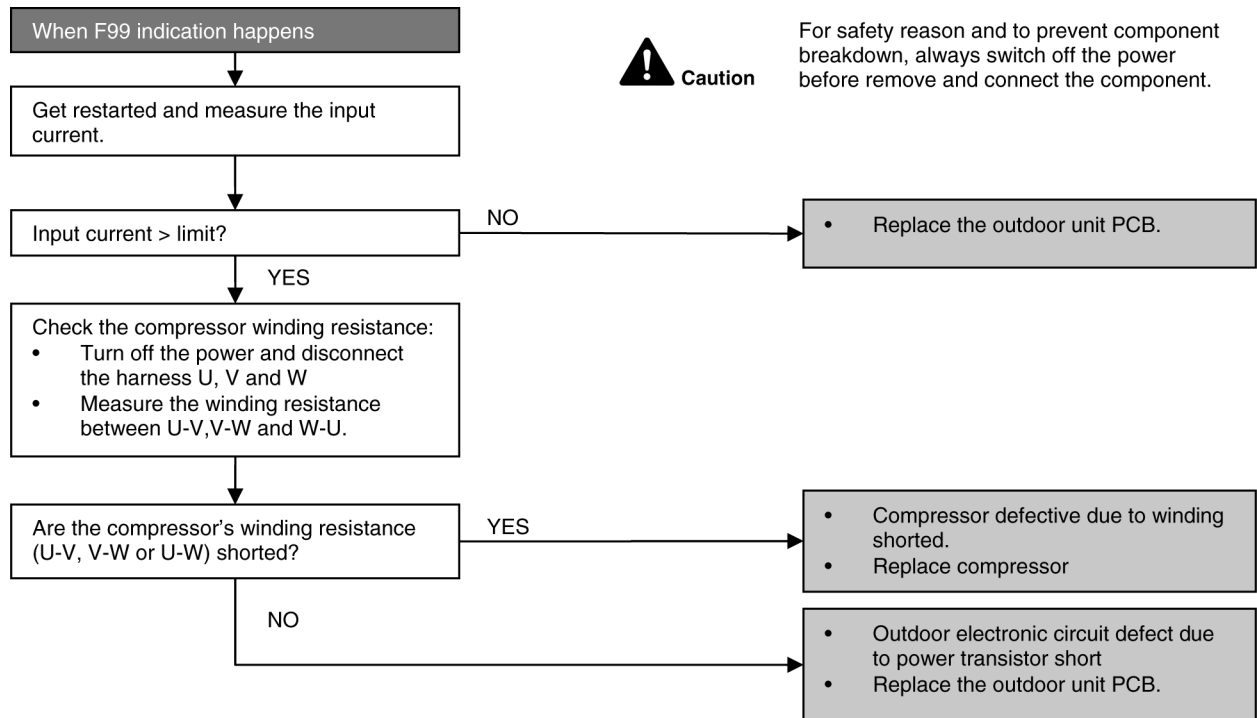 When F99 indication happens
Caution
For safety reason and to prevent component
breakdown, always switch off the power
before remove and connect the component.
Get restarted and measure the input
current.
Input current > limit?
NO
• Replace the outdoor unit PCB.
YES
Check the compressor winding resistance:
• Turn off the power and disconnect
the harness U, V and W
• Measure the winding resistance
between U-V,V-W and W-U.
Are the compressor's winding resistance
(U-V, V-W or U-W) shorted?
YES
• Compressor defective due to winding
shorted.
• Replace compressor
NO
• Outdoor electronic circuit defect due
to power transistor short
• Replace the outdoor unit PCB.